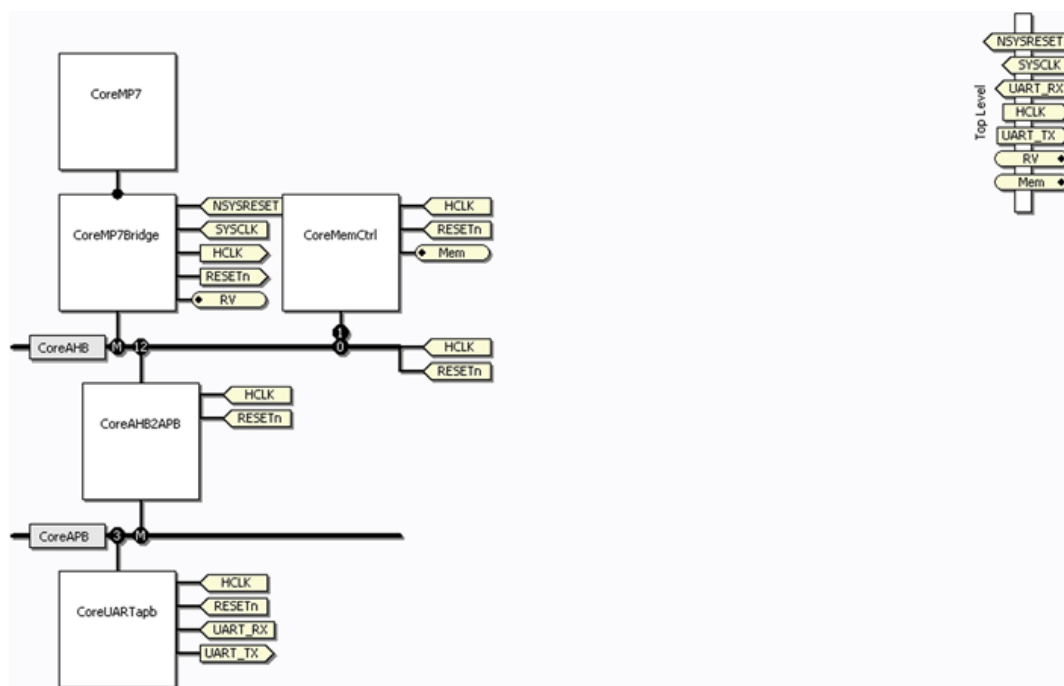 CoreMP7
CoreMP7Bridge
NSYSRESET
SYSCLK
HCLK
RESETn
RV
CoreMemCtrl
HCLK
RESETn
Mem
1
CoreAHB
M
12
0
HCLK
RESETn
CoreAHB2APB
HCLK
RESETn
CoreAPB
3
M
CoreUARTapb
HCLK
RESETn
UART_RX
UART_TX
Top Level
NSYSRESET
SYSCLK
UART_RX
HCLK
UART_TX
RV
Mem